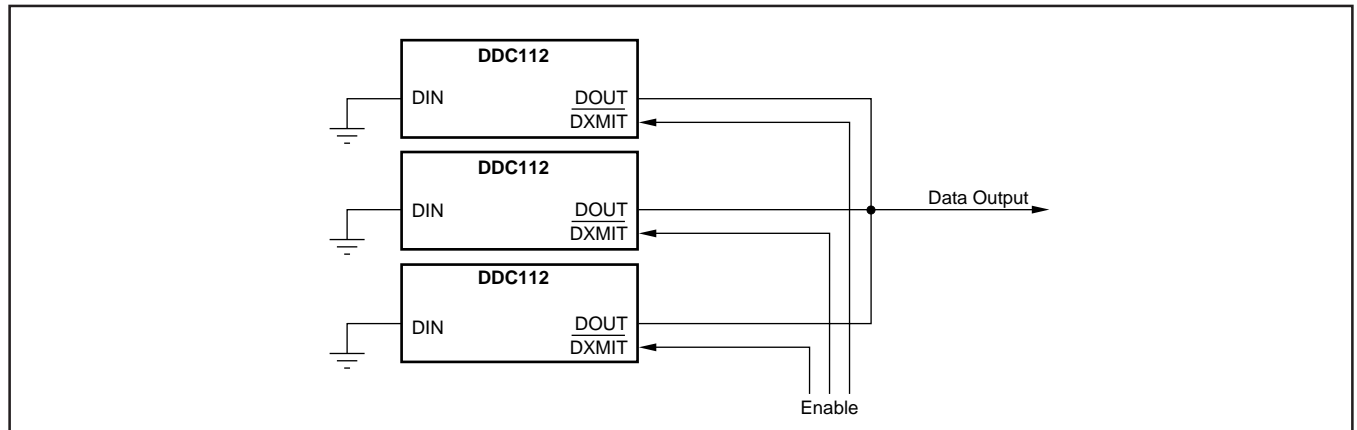 DDC112
DIN DOUT
DXMIT
DDC112
DIN DOUT
DXMIT
Data Output
DDC112
DIN DOUT
DXMIT
Enable